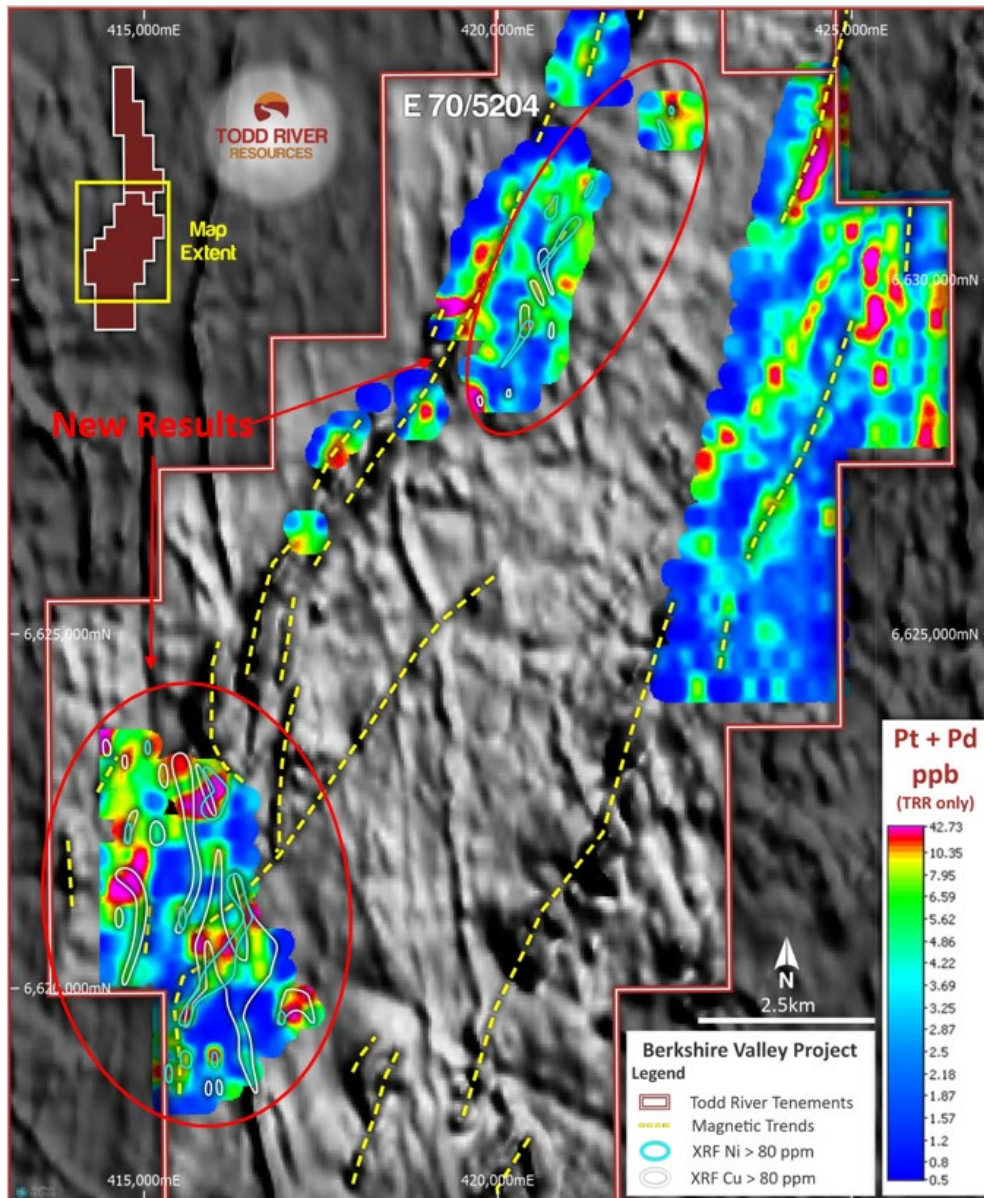 415,000mE
420,000mE
425,000mE
E 70/5204
TODD RIVER
RESOURCES
Map
Extent
6,630,000mN
New Results
6,625,000mN
6,625,000mN
Pt + Pd
ppb
(TRR only)
42.73
10.35
7.95
6.59
5.62
4.86
4.22
3.69
3.25
2.87
2.5
2.18
1.87
1.57
1.2
0.8
0.5
6,620,000mN
N
2.5km
Berkshire Valley Project
Legend
Todd River Tenements
Magnetic Trends
XRF Ni > 80 ppm
XRF Cu > 80 ppm
415,000mE
420,000mE